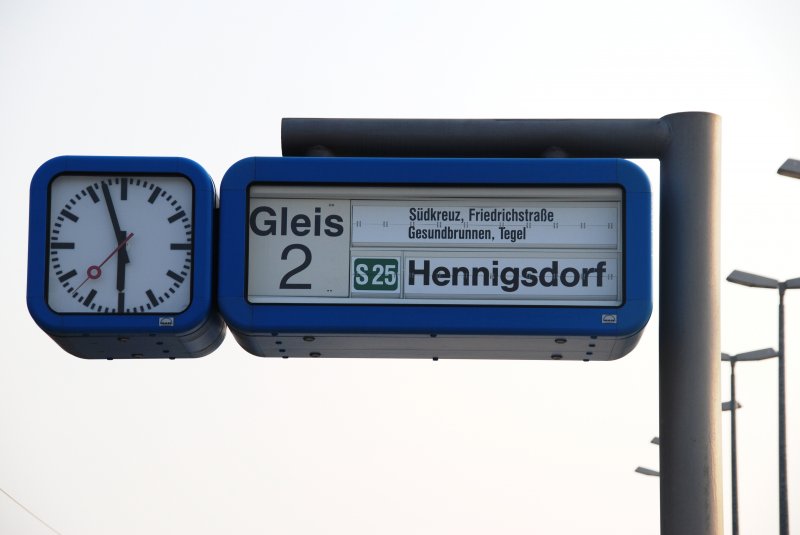 Gleis
2
Südkreuz, Friedrichstraße
Gesundbrunnen, Tegel
S25
Hennigsdorf